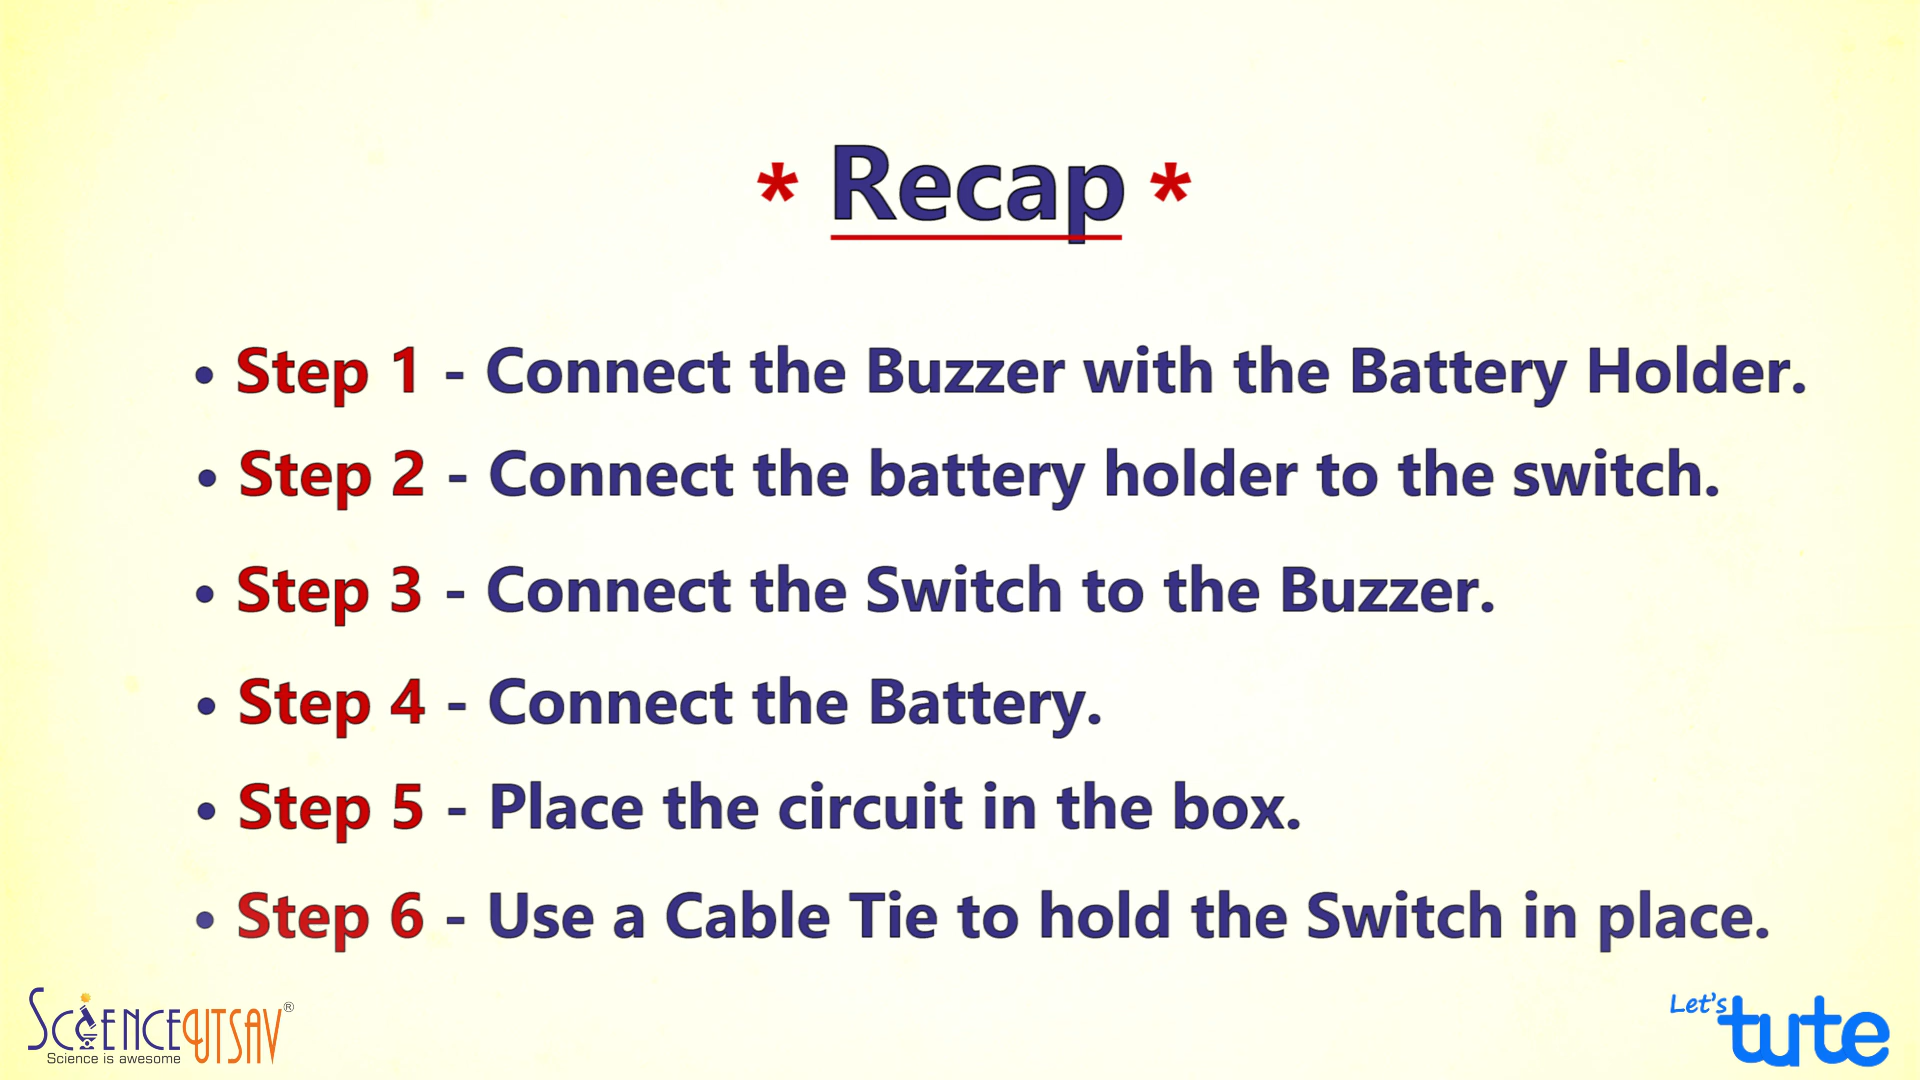 * Recap *
• Step 1 - Connect the Buzzer with the Battery Holder.
• Step 2 - Connect the battery holder to the switch.
• Step 3 - Connect the Switch to the Buzzer.
• Step 4 - Connect the Battery.
• Step 5 - Place the circuit in the box.
• Step 6 - Use a Cable Tie to hold the Switch in place.
SCIENCEUTSAV®
Science is awesome
Let's tute